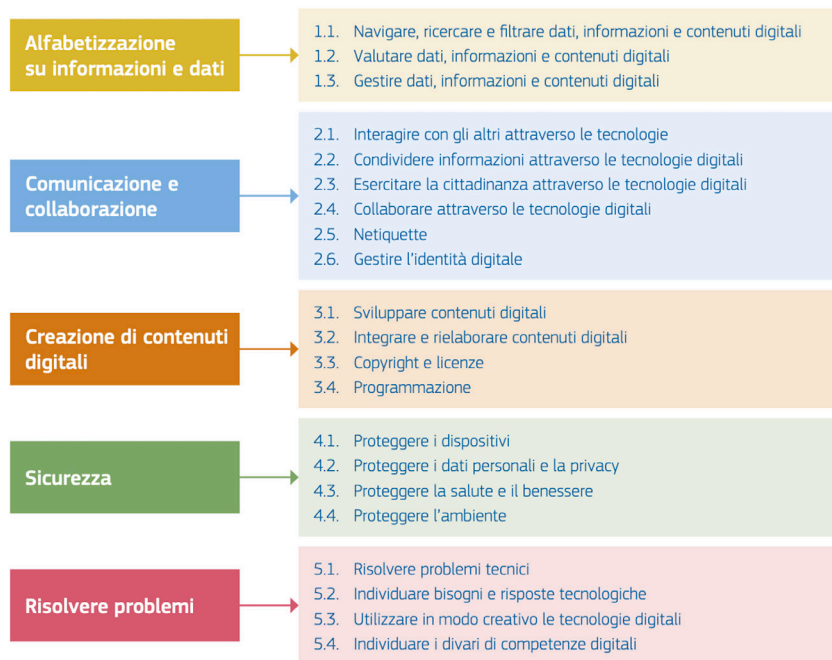 Alfabetizzazione
su informazioni e dati
1.1. Navigare, ricercare e filtrare dati, informazioni e contenuti digitali
1.2. Valutare dati, informazioni e contenuti digitali
1.3. Gestire dati, informazioni e contenuti digitali
Comunicazione e
collaborazione
2.1. Interagire con gli altri attraverso le tecnologie
2.2. Condividere informazioni attraverso le tecnologie digitali
2.3. Esercitare la cittadinanza attraverso le tecnologie digitali
2.4. Collaborare attraverso le tecnologie digitali
2.5. Netiquette
2.6. Gestire l'identità digitale
Creazione di contenuti
digitali
3.1. Sviluppare contenuti digitali
3.2. Integrare e rielaborare contenuti digitali
3.3. Copyright e licenze
3.4. Programmazione
Sicurezza
4.1. Proteggere i dispositivi
4.2. Proteggere i dati personali e la privacy
4.3. Proteggere la salute e il benessere
4.4. Proteggere l'ambiente
Risolvere problemi
5.1. Risolvere problemi tecnici
5.2. Individuare bisogni e risposte tecnologiche
5.3. Utilizzare in modo creativo le tecnologie digitali
5.4. Individuare i divari di competenze digitali